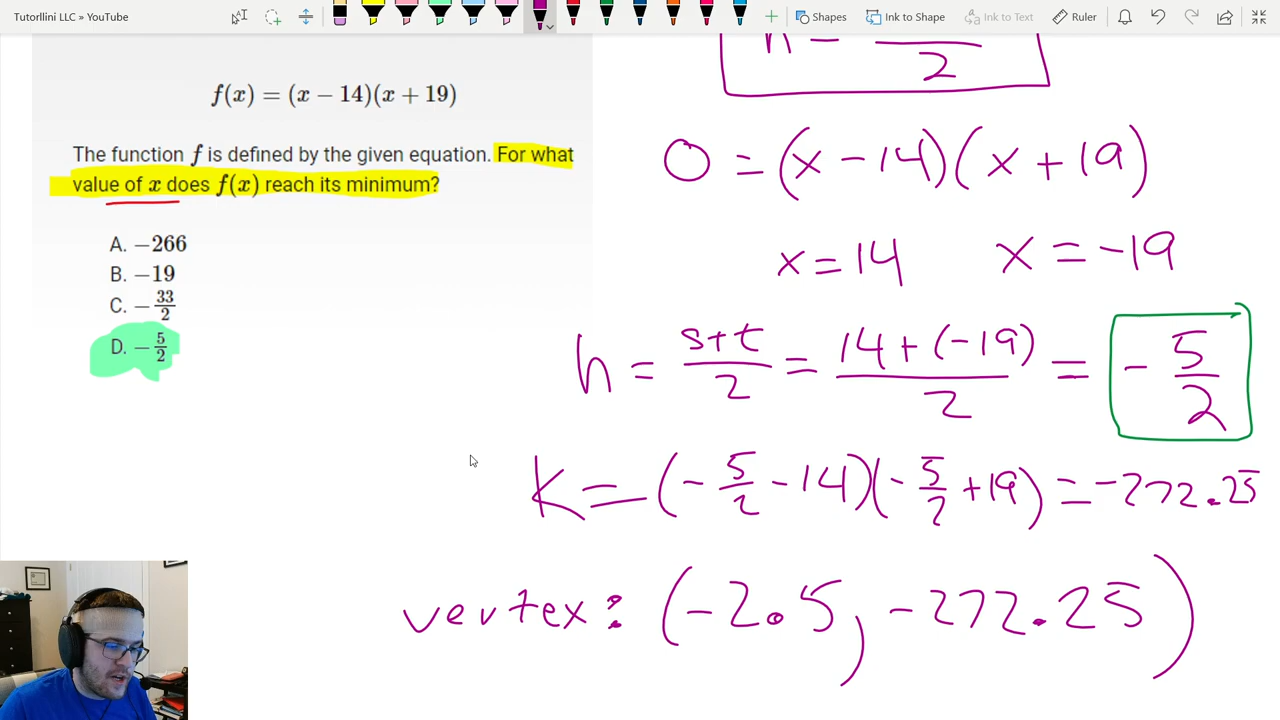 Tutorllini LLC » YouTube
Shapes Ink to Shape Ink to Text Ruler
f(x) = (x − 14)(x + 19)
The function f is defined by the given equation. For what
value of x does f(x) reach its minimum?
A. −266
B. −19
C. −33/2
D. −5/2
2
0 = (x − 14)(x + 19)
x = 14 x = −19
h = s+t/2 = 14+(−19)/2 = −5/2
K = (−5/2 − 14)(−5/2 + 19) = −272.25
vertex: (−2.5, −272.25)